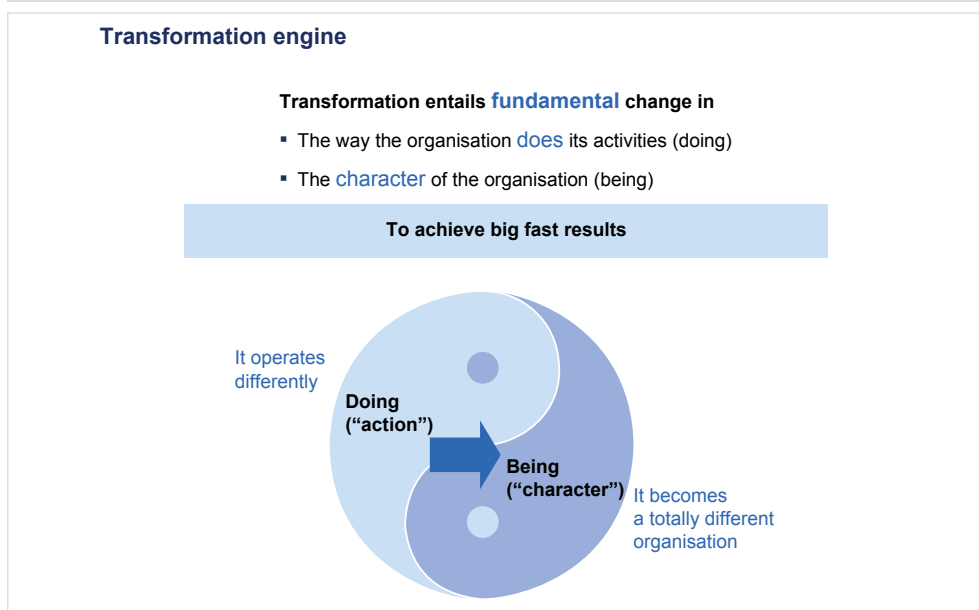 Transformation engine
Transformation entails fundamental change in
▪ The way the organisation does its activities (doing)
▪ The character of the organisation (being)
To achieve big fast results
It operates
differently
Doing
(“action”)
Being
(“character”)
It becomes
a totally different
organisation